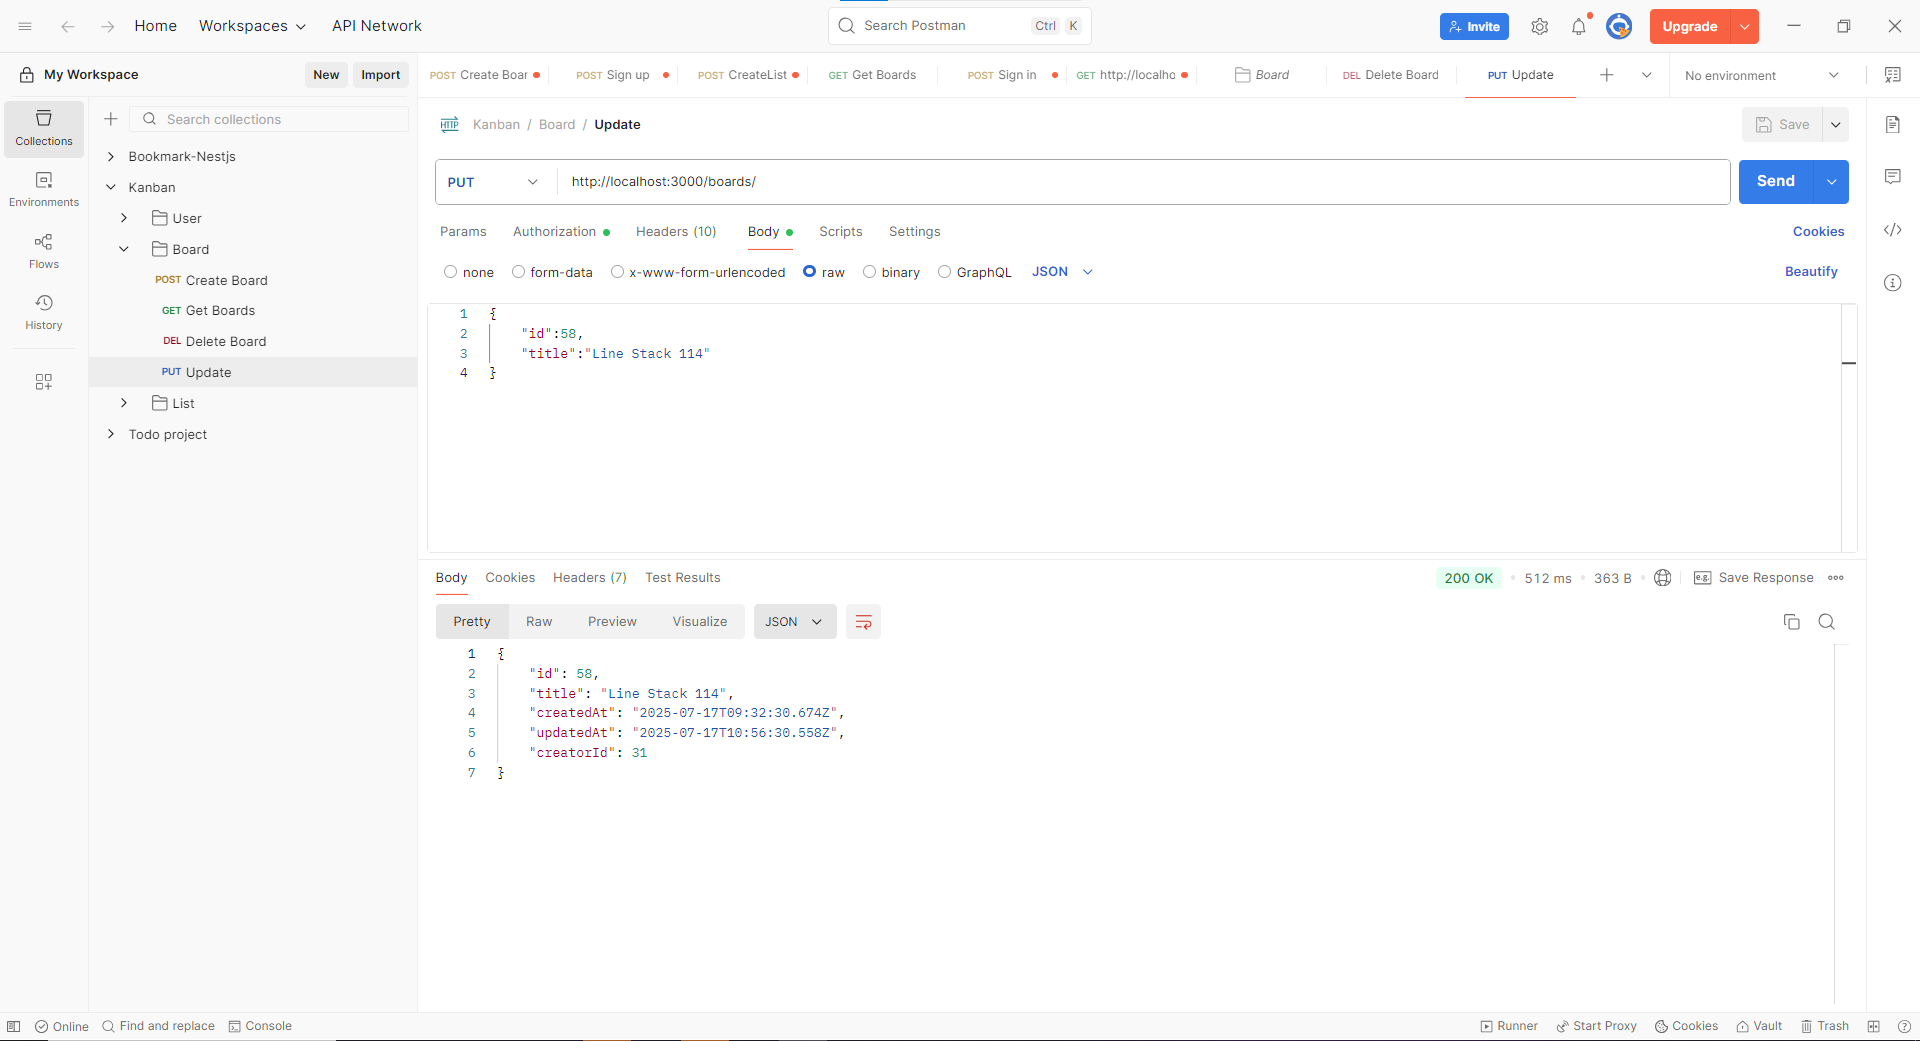 Home
Workspaces
API Network
Search Postman
Ctrl K
Invite
Upgrade
My Workspace
New
Import
POST Create Boar
POST Sign up
POST CreateList
GET Get Boards
POST Sign in
GET http://localho
Board
DEL Delete Board
PUT Update
No environment
Collections
Environments
Flows
History
Search collections
Bookmark-Nestjs
Kanban
User
Board
POST Create Board
GET Get Boards
DEL Delete Board
PUT Update
List
Todo project
HTTP Kanban / Board / Update
Save
PUT
http://localhost:3000/boards/
Send
Params
Authorization
Headers (10)
Body
Scripts
Settings
Cookies
none
form-data
x-www-form-urlencoded
raw
binary
GraphQL
JSON
Beautify
1 {
2 "id":58,
3 "title":"Line Stack 114"
4 }
Body
Cookies
Headers (7)
Test Results
200 OK
512 ms
363 B
e.g. Save Response
Pretty
Raw
Preview
Visualize
JSON
1 {
2 "id": 58,
3 "title": "Line Stack 114",
4 "createdAt": "2025-07-17T09:32:30.674Z",
5 "updatedAt": "2025-07-17T10:56:30.558Z",
6 "creatorId": 31
7 }
Online
Find and replace
Console
Runner
Start Proxy
Cookies
Vault
Trash